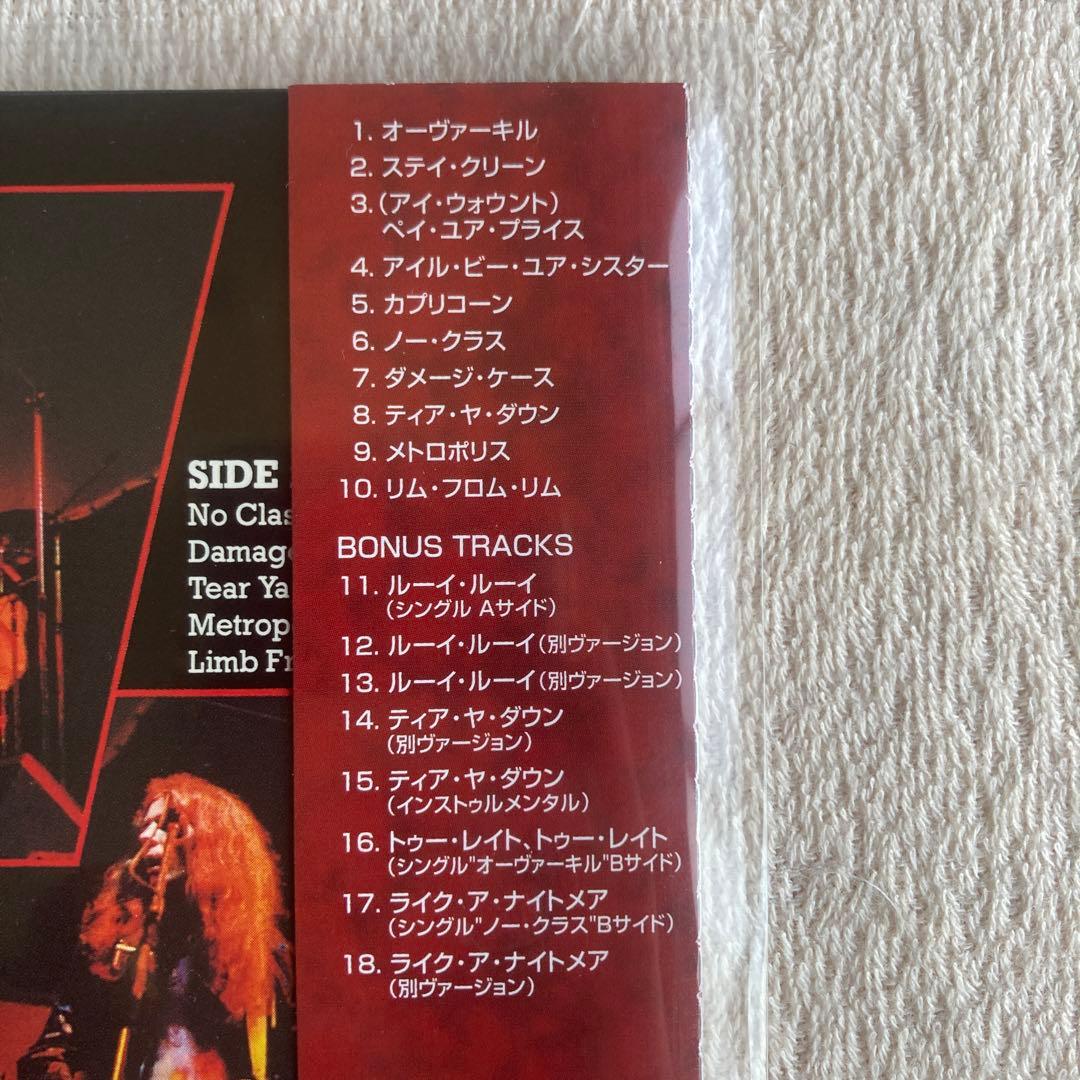 1. オーヴァーキル
2. ステイ・クリーン
3. (アイ・ウォウント)
ペイ・ユア・プライス
4. アイル・ビー・ユア・シスター
5. カプリコーン
6. ノー・クラス
7. ダメージ・ケース
8. ティア・ヤ・ダウン
9. メトロポリス
10. リム・フロム・リム
BONUS TRACKS
11. ルーイ・ルーイ
(シングル Aサイド)
12. ルーイ・ルーイ(別ヴァージョン)
13. ルーイ・ルーイ(別ヴァージョン)
14. ティア・ヤ・ダウン
(別ヴァージョン)
15. ティア・ヤ・ダウン
(インストゥルメンタル)
16. トゥー・レイト、トゥー・レイト
(シングル"オーヴァーキル"Bサイド)
17. ライク・ア・ナイトメア
(シングル"ノー・クラス"Bサイド)
18. ライク・ア・ナイトメア
(別ヴァージョン)
SIDE
No Clas
Damag
Tear Ya
Metrop
Limb Fr